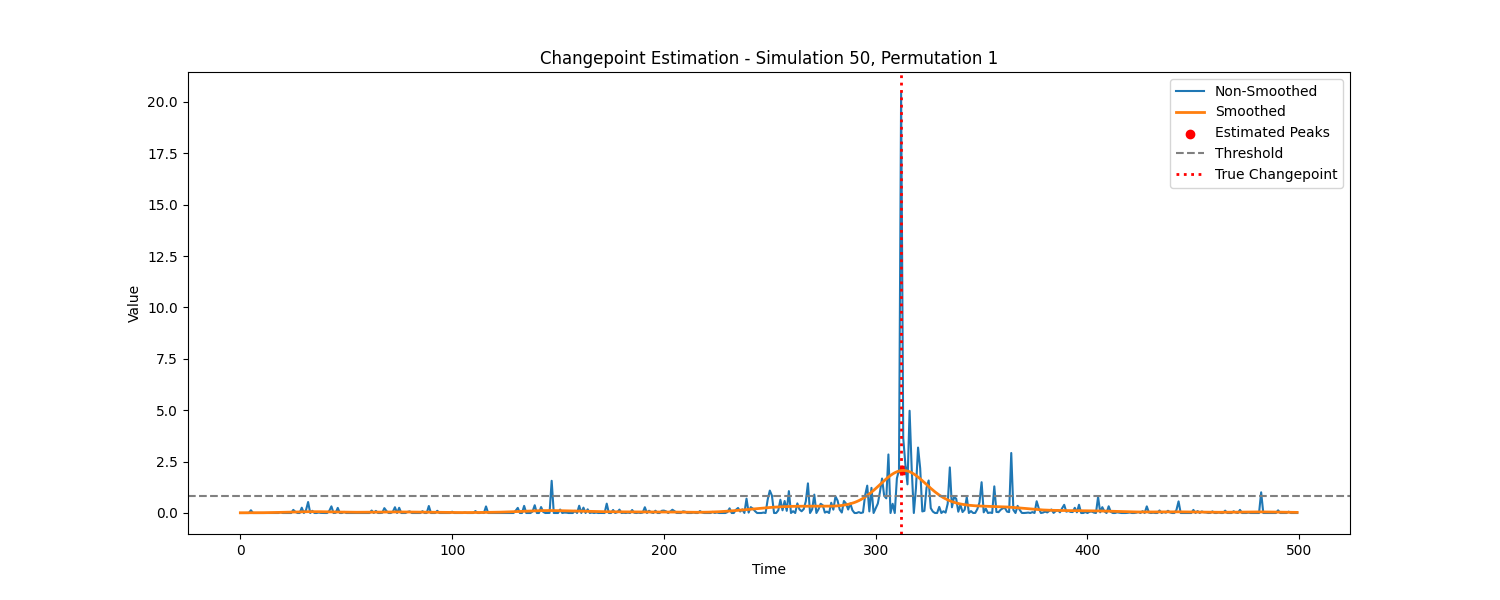 Changepoint Estimation - Simulation 50, Permutation 1
Value
20.0
17.5
15.0
12.5
10.0
7.5
5.0
2.5
0.0
Non-Smoothed
Smoothed
Estimated Peaks
Threshold
True Changepoint
0
100
200
300
400
500
Time